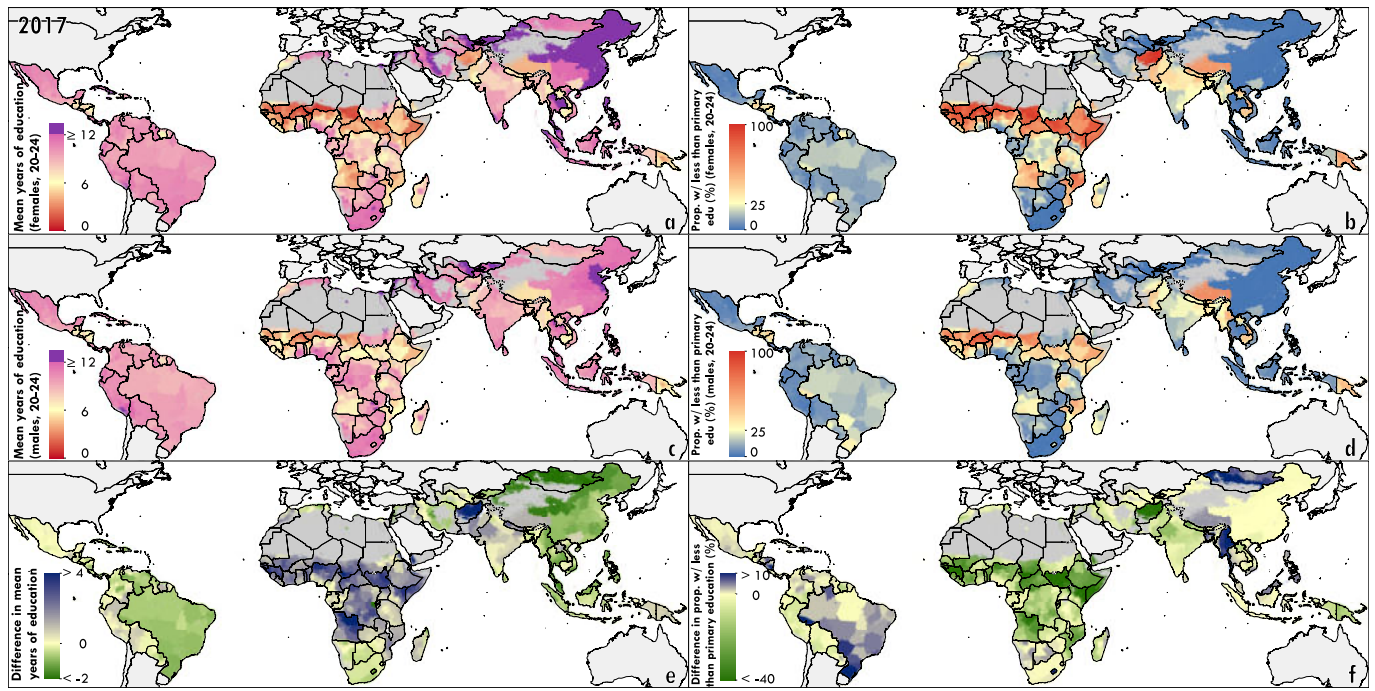 2017
Mean years of education
(females, 20–24)
≥ 12
6
0
a
Prop. w/ less than primary
edu (%) (females, 20–24)
100
25
0
b
Mean years of education
(males, 20–24)
≥ 12
6
0
c
Prop. w/ less than primary
edu (%) (males, 20–24)
100
25
0
d
Difference in mean
years of education
> 4
0
< -2
e
Difference in prop. w/ less
than primary education (%)
> 10
0
< -40
f